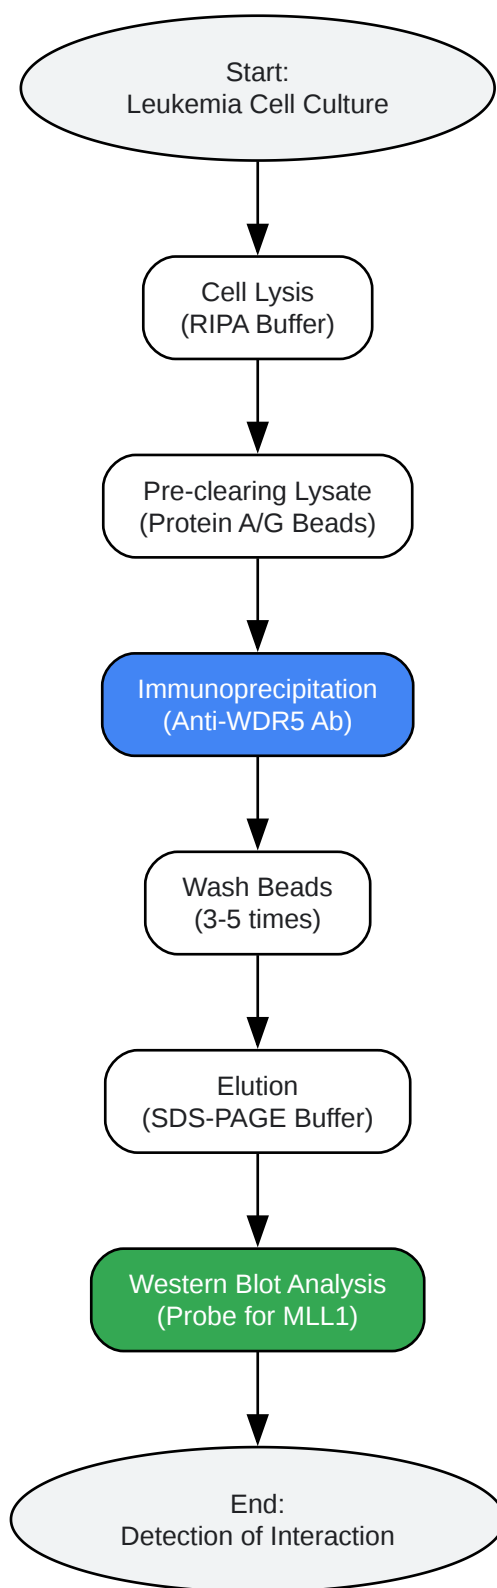 Start:
Leukemia Cell Culture
Cell Lysis
(RIPA Buffer)
Pre-clearing Lysate
(Protein A/G Beads)
Immunoprecipitation
(Anti-WDR5 Ab)
Wash Beads
(3-5 times)
Elution
(SDS-PAGE Buffer)
Western Blot Analysis
(Probe for MLL1)
End:
Detection of Interaction